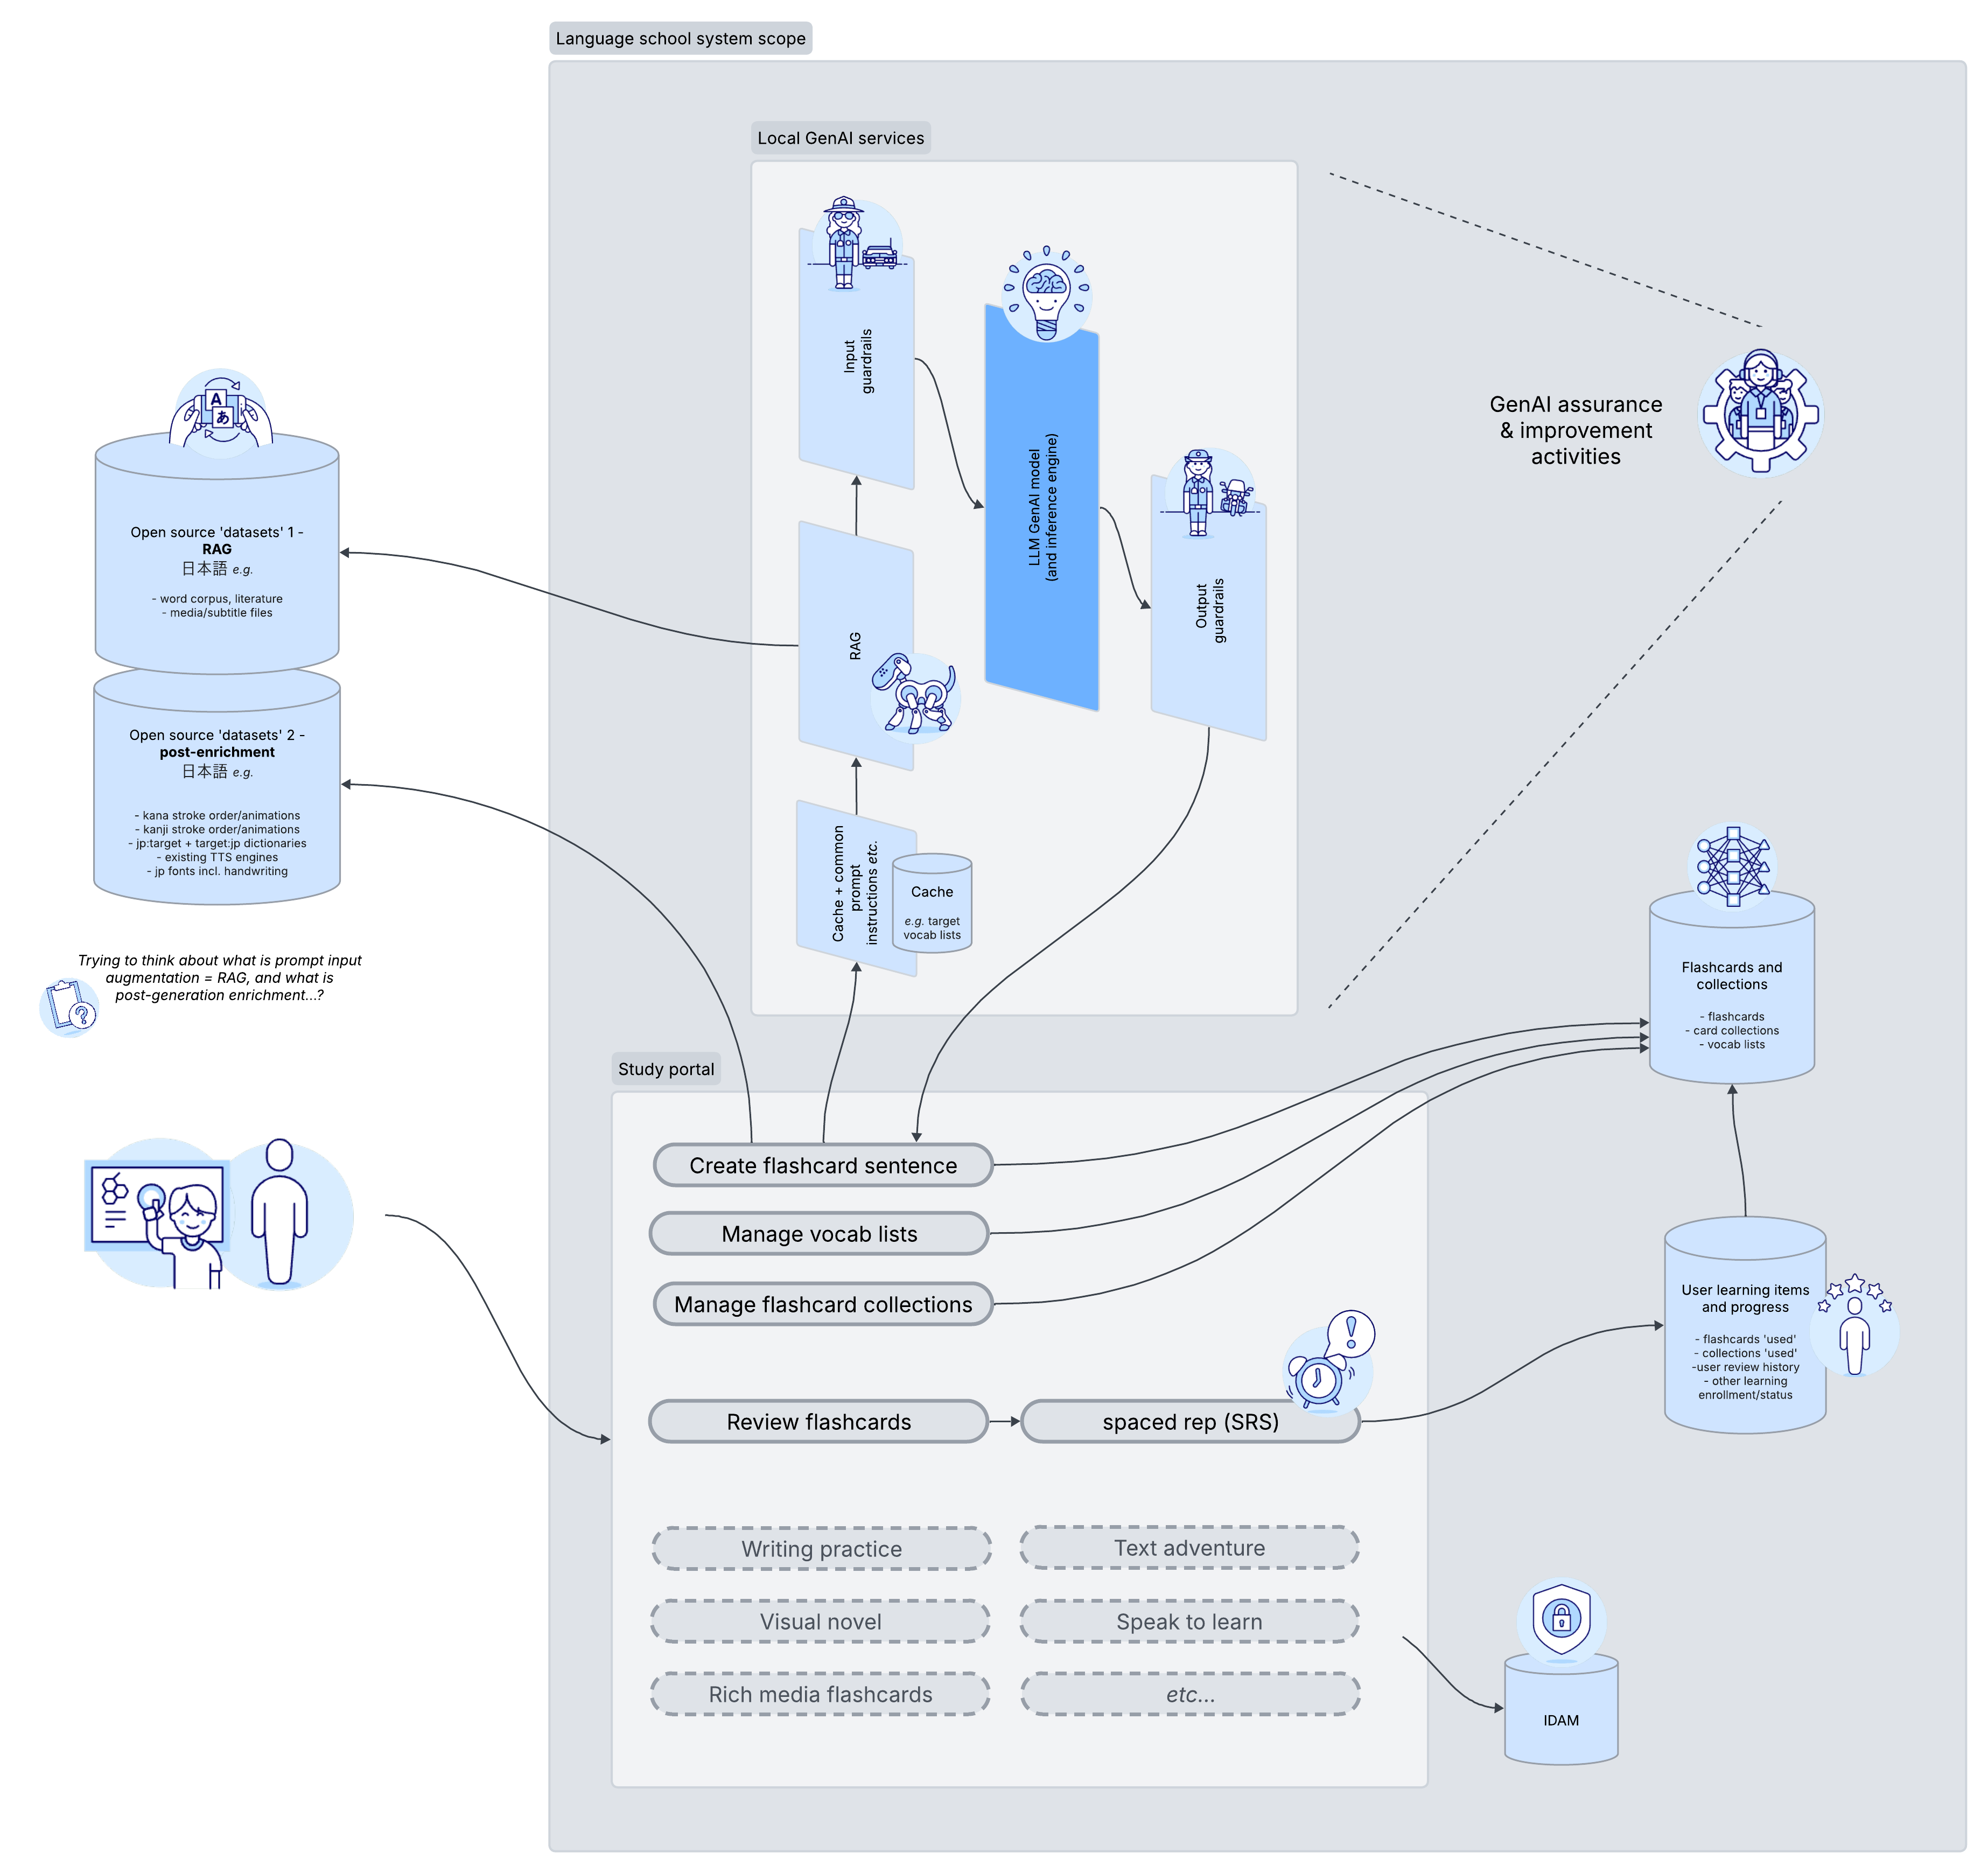 Language school system scope
Local GenAI services
Input
guardrails
LLM GenAI model
(and inference engine)
Output
guardrails
RAG
Cache + common
prompt
instructions etc.
Cache
e.g. target
vocab lists
GenAI assurance
& improvement
activities
A
あ
Open source 'datasets' 1 -
RAG
日本語 e.g.
- word corpus, literature
- media/subtitle files
Open source 'datasets' 2 -
post-enrichment
日本語 e.g.
- kana stroke order/animations
- kanji stroke order/animations
- jp:target + target:jp dictionaries
- existing TTS engines
- jp fonts incl. handwriting
Trying to think about what is prompt input
augmentation = RAG, and what is
post-generation enrichment...?
Flashcards and
collections
- flashcards
- card collections
- vocab lists
Study portal
Create flashcard sentence
Manage vocab lists
Manage flashcard collections
Review flashcards
spaced rep (SRS)
User learning items
and progress
- flashcards 'used'
- collections 'used'
-user review history
- other learning
enrollment/status
Writing practice
Text adventure
Visual novel
Speak to learn
Rich media flashcards
etc...
IDAM